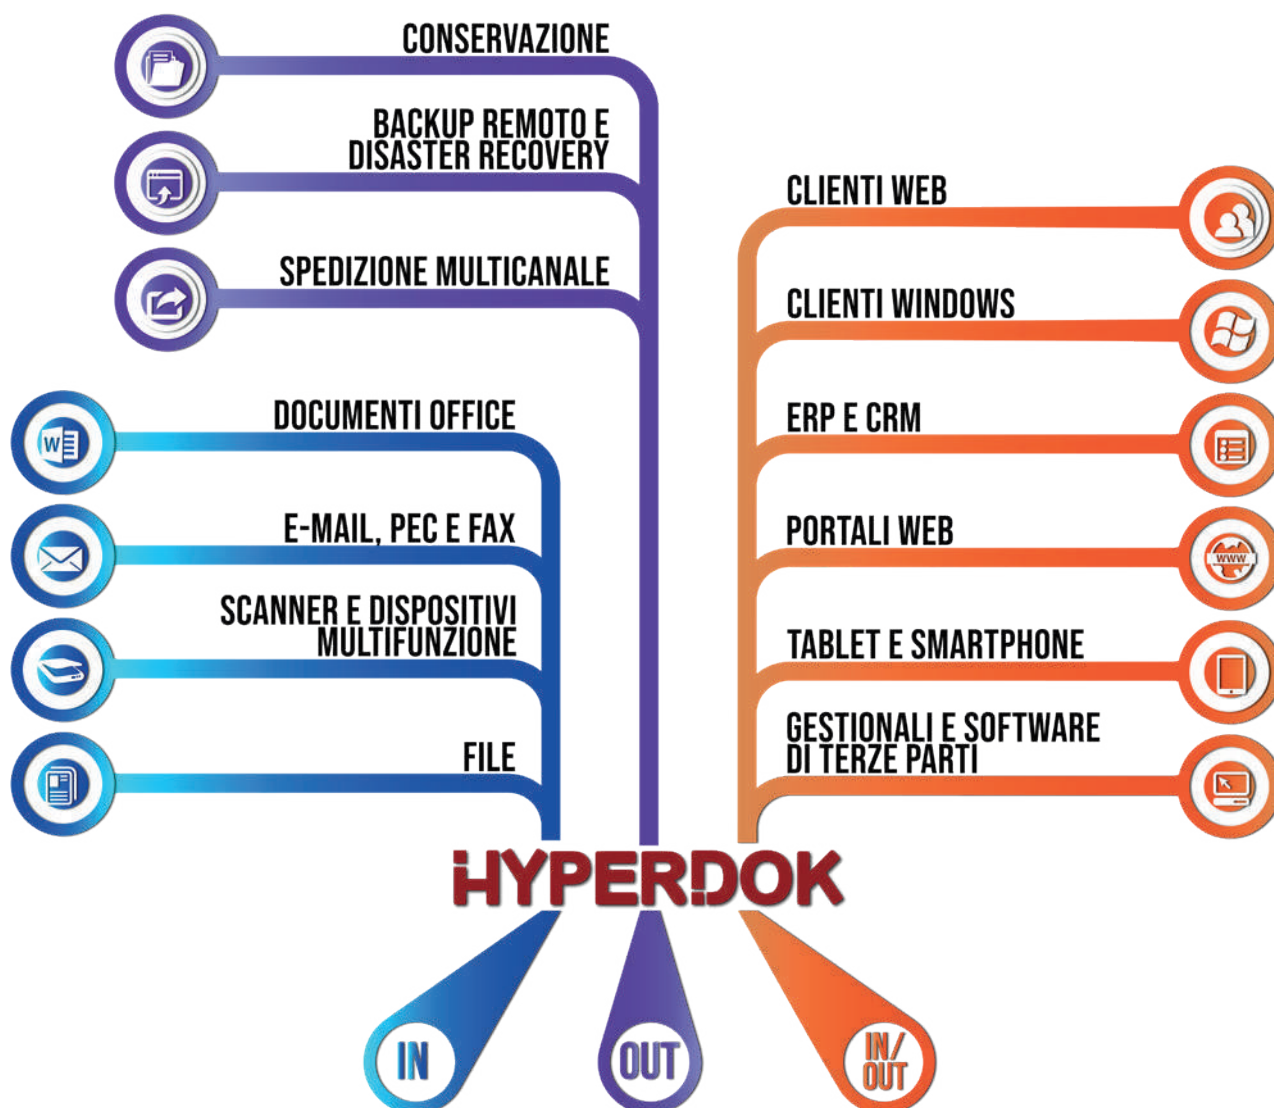 CONSERVAZIONE
BACKUP REMOTO E
DISASTER RECOVERY
SPEDIZIONE MULTICANALE
DOCUMENTI OFFICE
W
E-MAIL, PEC E FAX
SCANNER E DISPOSITIVI
MULTIFUNZIONE
FILE
CLIENTI WEB
CLIENTI WINDOWS
ERP E CRM
PORTALI WEB
WWW
TABLET E SMARTPHONE
GESTIONALI E SOFTWARE
DI TERZE PARTI
HYPERDOK
IN
OUT
IN/
OUT